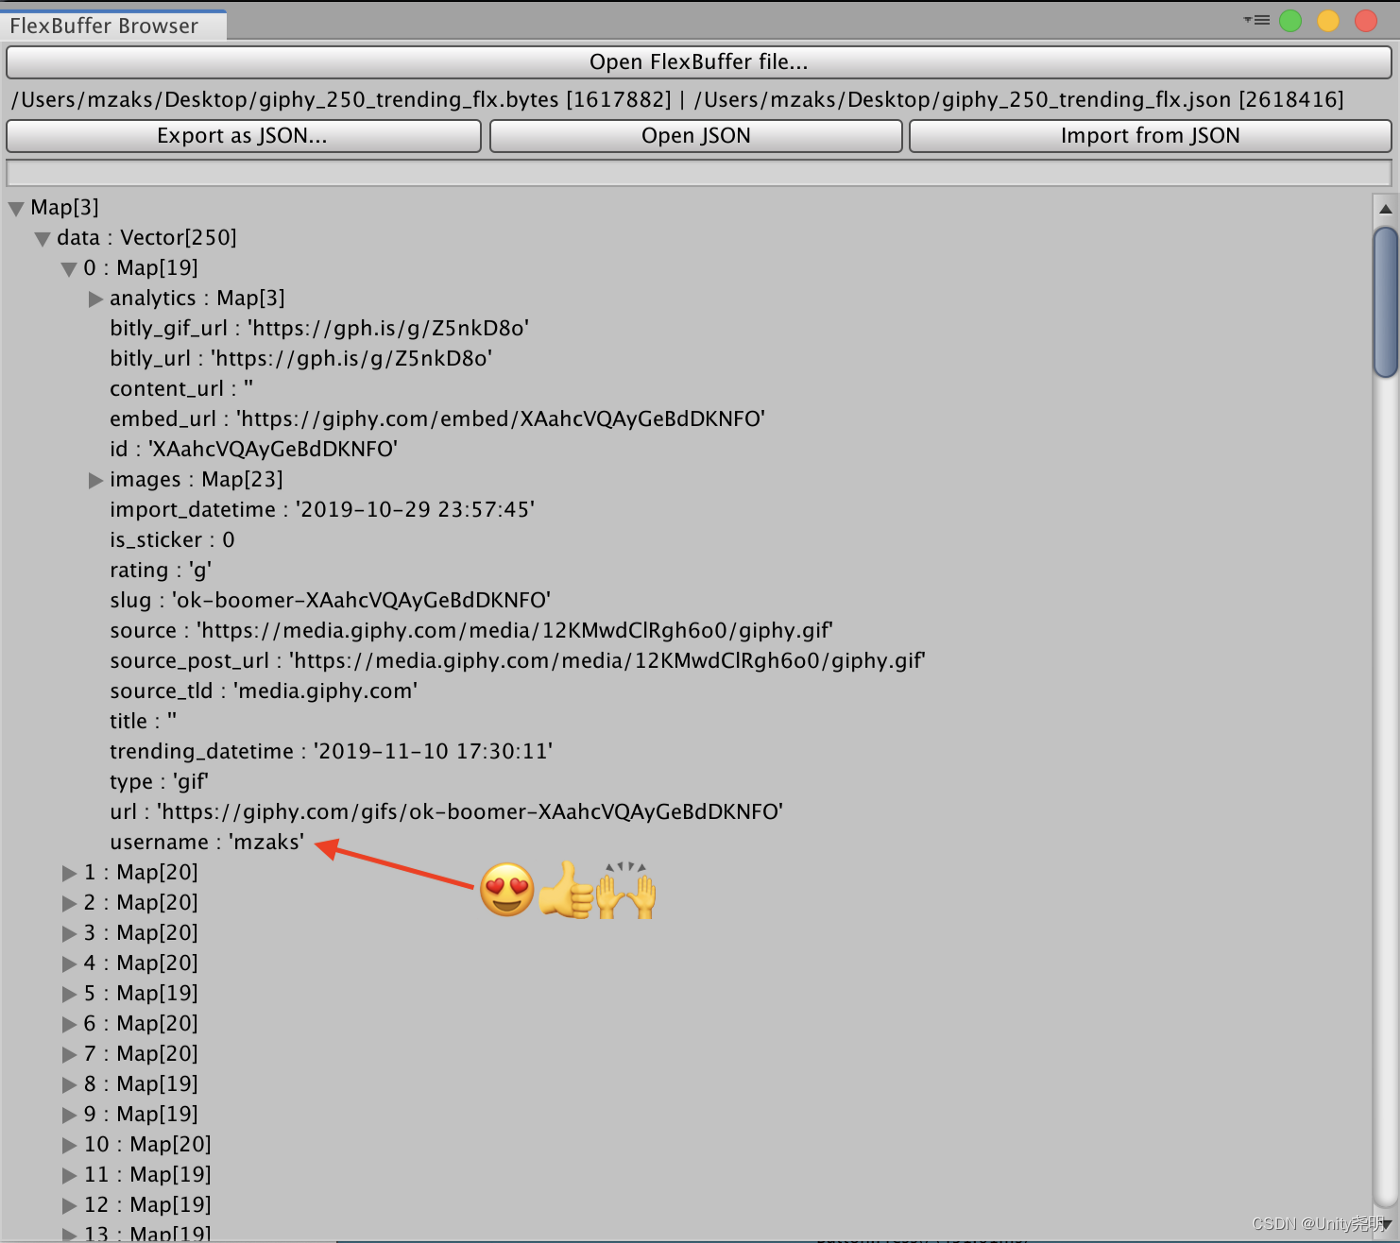 FlexBuffer Browser
Open FlexBuffer file...
/Users/mzaks/Desktop/giphy_250_trending_flx.bytes [1617882] | /Users/mzaks/Desktop/giphy_250_trending_flx.json [2618416]
Export as JSON... Open JSON Import from JSON
Map[3]
data : Vector[250]
0 : Map[19]
analytics : Map[3]
bitly_gif_url : 'https://gph.is/g/Z5nkD8o'
bitly_url : 'https://gph.is/g/Z5nkD8o'
content_url : ''
embed_url : 'https://giphy.com/embed/XAahcVQAyGeBdDKNFO'
id : 'XAahcVQAyGeBdDKNFO'
images : Map[23]
import_datetime : '2019-10-29 23:57:45'
is_sticker : 0
rating : 'g'
slug : 'ok-boomer-XAahcVQAyGeBdDKNFO'
source : 'https://media.giphy.com/media/12KMwdClRgh6o0/giphy.gif'
source_post_url : 'https://media.giphy.com/media/12KMwdClRgh6o0/giphy.gif'
source_tld : 'media.giphy.com'
title : ''
trending_datetime : '2019-11-10 17:30:11'
type : 'gif'
url : 'https://giphy.com/gifs/ok-boomer-XAahcVQAyGeBdDKNFO'
username : 'mzaks'
1 : Map[20]
2 : Map[20]
3 : Map[20]
4 : Map[20]
5 : Map[19]
6 : Map[20]
7 : Map[20]
8 : Map[19]
9 : Map[19]
10 : Map[20]
11 : Map[19]
12 : Map[19]
13 : Map[19]
CSDN @Unity尧明